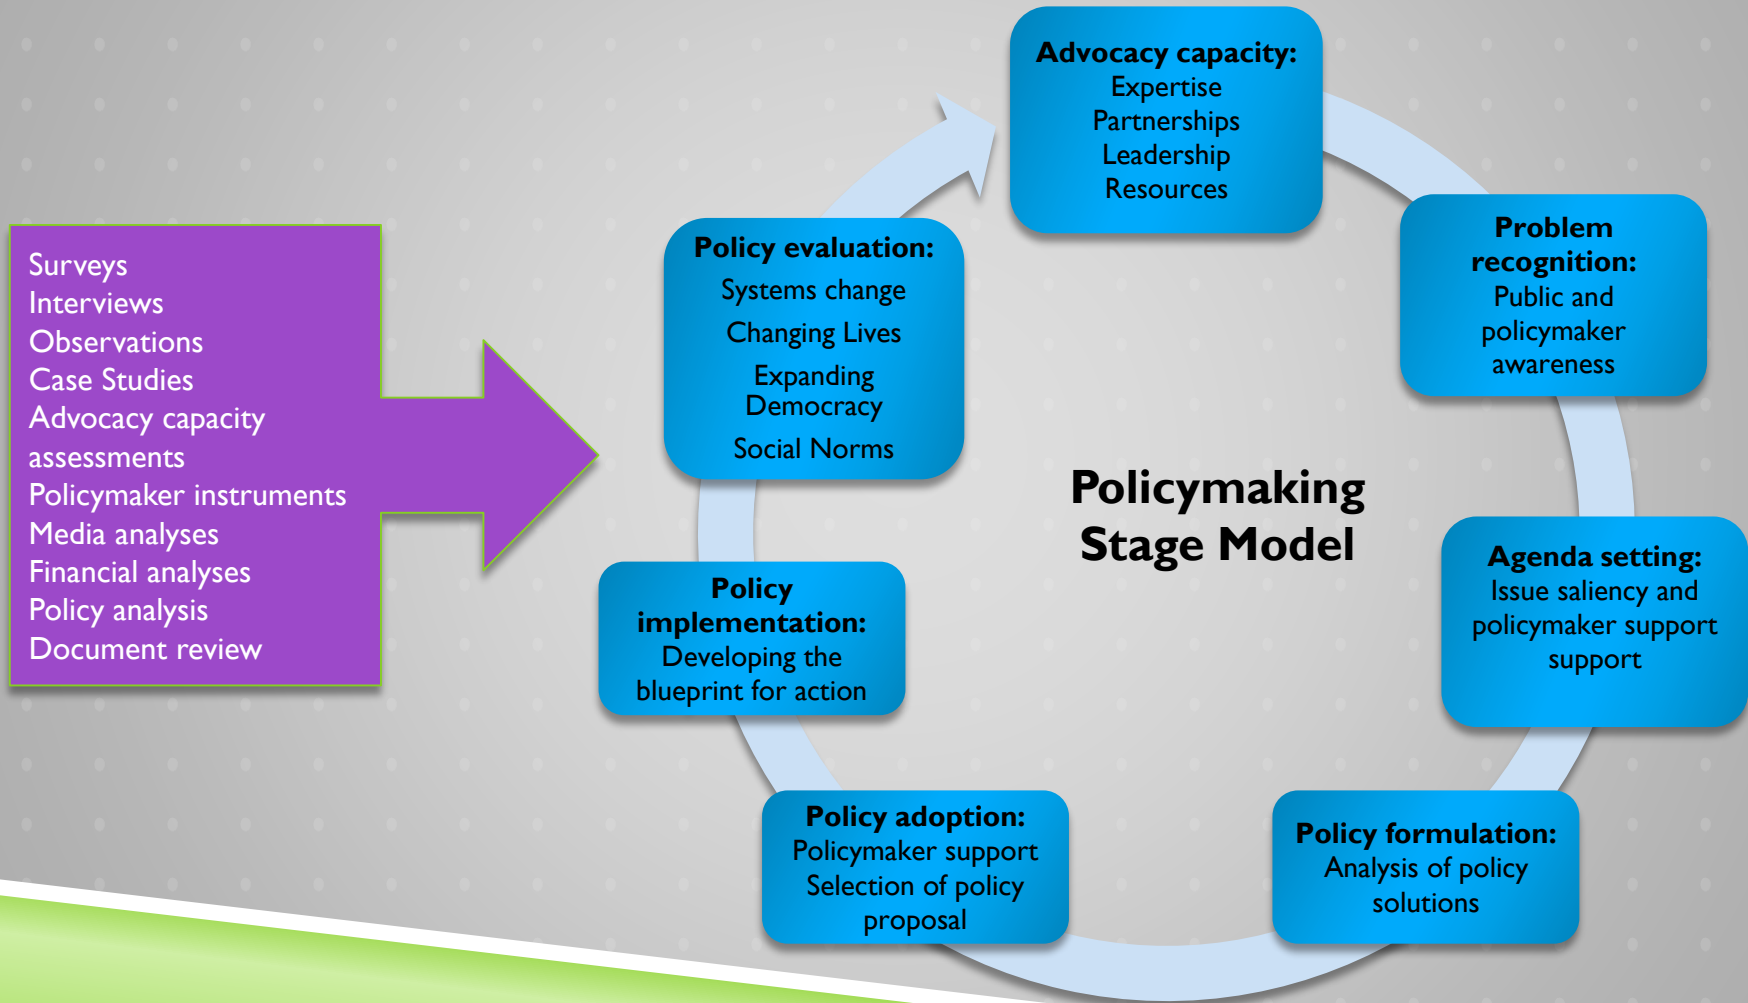 Surveys
Interviews
Observations
Case Studies
Advocacy capacity
assessments
Policymaker instruments
Media analyses
Financial analyses
Policy analysis
Document review
Policymaking
Stage Model
Advocacy capacity:
Expertise
Partnerships
Leadership
Resources
Problem
recognition:
Public and
policymaker
awareness
Agenda setting:
Issue saliency and
policymaker support
support
Policy formulation:
Analysis of policy
solutions
Policy adoption:
Policymaker support
Selection of policy
proposal
Policy
implementation:
Developing the
blueprint for action
Policy evaluation:
Systems change
Changing Lives
Expanding
Democracy
Social Norms